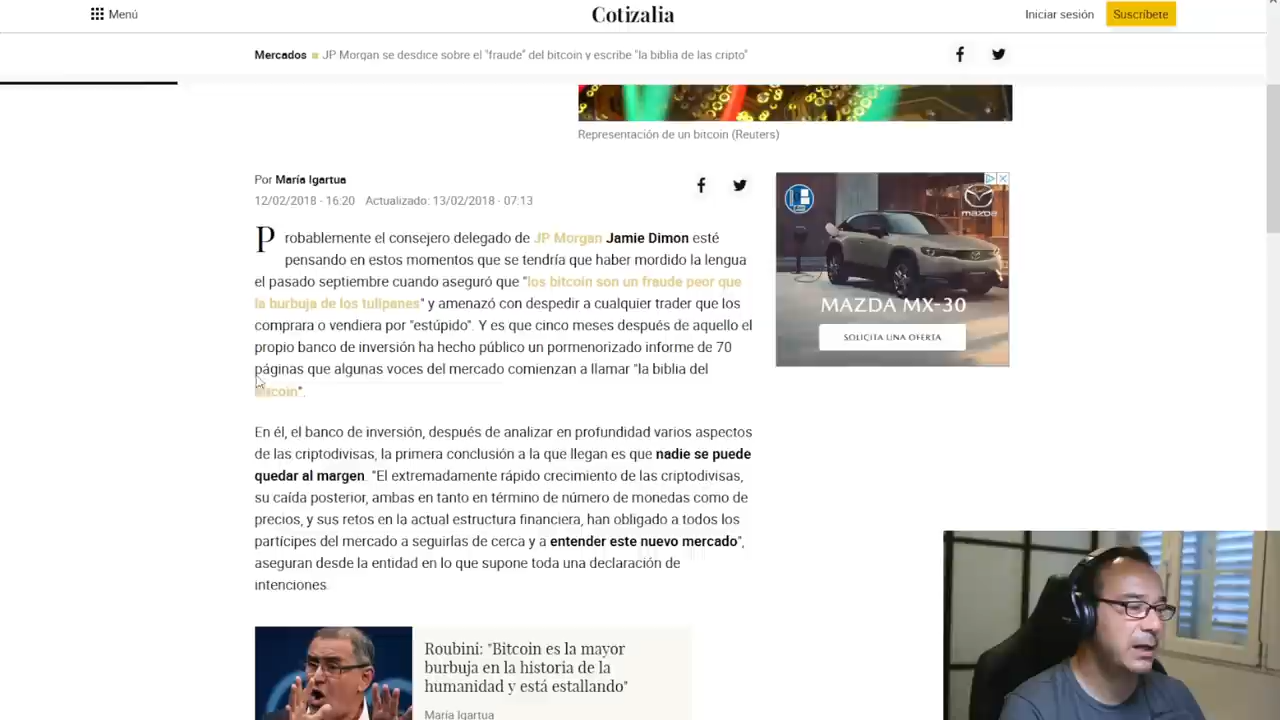 Menú
Cotizalia
Iniciar sesión
Suscríbete
Mercados
JP Morgan se desdice sobre el "fraude" del bitcoin y escribe "la biblia de las cripto"
Representación de un bitcoin (Reuters)
Por María Igartua
12/02/2018 - 16:20 Actualizado: 13/02/2018 - 07:13
Probablemente el consejero delegado de JP Morgan Jamie Dimon esté
pensando en estos momentos que se tendría que haber mordido la lengua
el pasado septiembre cuando aseguró que "los bitcoin son un fraude peor que
la burbuja de los tulipanes" y amenazó con despedir a cualquier trader que los
comprara o vendiera por "estúpido". Y es que cinco meses después de aquello el
propio banco de inversión ha hecho público un pormenorizado informe de 70
páginas que algunas voces del mercado comienzan a llamar "la biblia del
bitcoin".
mazda
MAZDA MX-30
SOLICITA UNA OFERTA
En él, el banco de inversión, después de analizar en profundidad varios aspectos
de las criptodivisas, la primera conclusión a la que llegan es que nadie se puede
quedar al margen. "El extremadamente rápido crecimiento de las criptodivisas,
su caída posterior, ambas en tanto en término de número de monedas como de
precios, y sus retos en la actual estructura financiera, han obligado a todos los
partícipes del mercado a seguirlas de cerca y a entender este nuevo mercado",
aseguran desde la entidad en lo que supone toda una declaración de
intenciones.
Roubini: "Bitcoin es la mayor
burbuja en la historia de la
humanidad y está estallando"
María Igartua